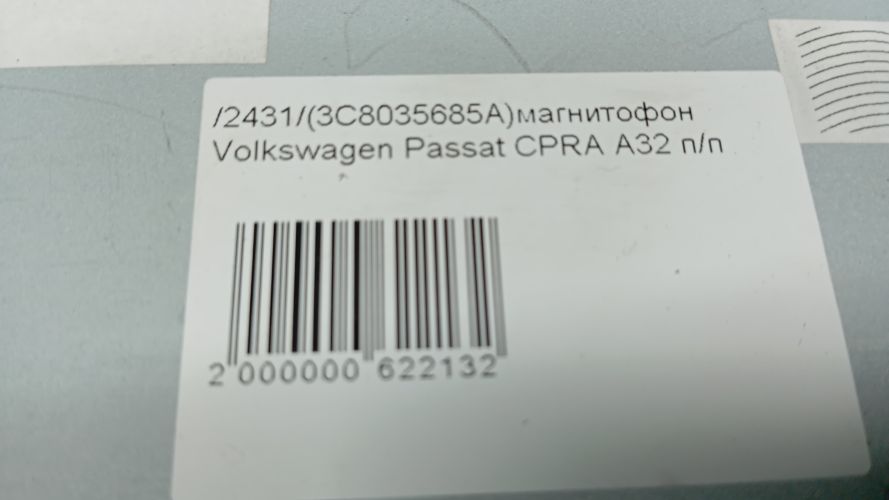 /2431/(3C8035685A)магнитофон
Volkswagen Passat CPRA A32 п/п
2 000000 622132